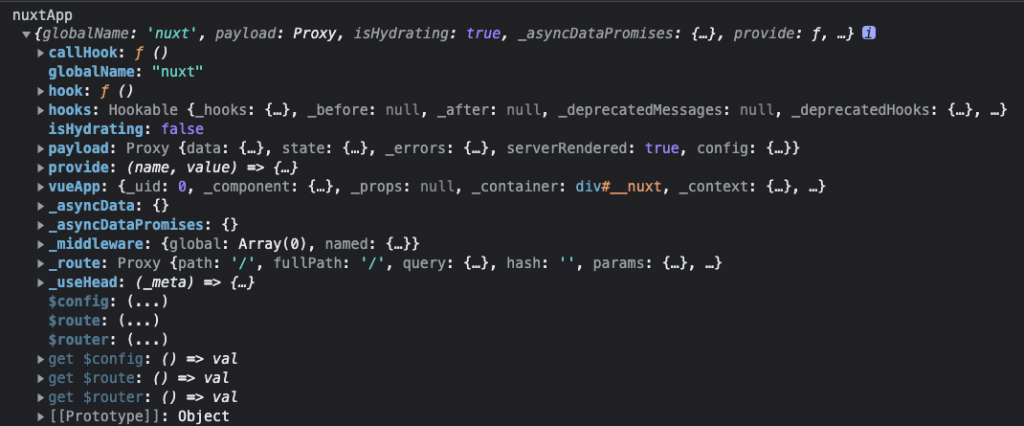 nuxtApp
▼{globalName: 'nuxt', payload: Proxy, isHydrating: true, _asyncDataPromises: {…}, provide: ƒ, …} i
▶callHook: ƒ ()
globalName: "nuxt"
▶hook: ƒ ()
▶hooks: Hookable {_hooks: {…}, _before: null, _after: null, _deprecatedMessages: null, _deprecatedHooks: {…}, …}
isHydrating: false
▶payload: Proxy {data: {…}, state: {…}, _errors: {…}, serverRendered: true, config: {…}}
▶provide: (name, value) => {…}
▶vueApp: {_uid: 0, _component: {…}, _props: null, _container: div#__nuxt, _context: {…}, …}
▶_asyncData: {}
▶_asyncDataPromises: {}
▶_middleware: {global: Array(0), named: {…}}
▶_route: Proxy {path: '/', fullPath: '/', query: {…}, hash: '', params: {…}, …}
▶_useHead: (_meta) => {…}
$config: (...)
$route: (...)
$router: (...)
▶get $config: () => val
▶get $route: () => val
▶get $router: () => val
▶[[Prototype]]: Object